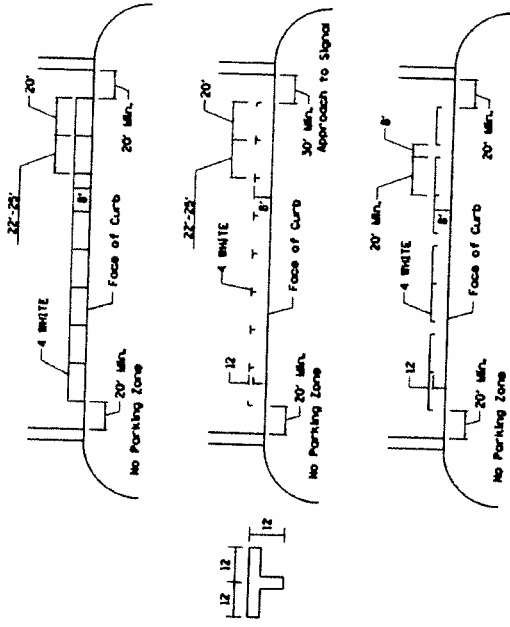 22'-25'
20'
4 WHITE
8'
Face of Curb
20' Min.
No Parking Zone
20' Min.
22'-25'
20'
4 WHITE
12
8'
Face of Curb
20' Min.
No Parking Zone
30' Min.
Approach to Signal
20' Min.
8'
4 WHITE
12
8'
Face of Curb
20' Min.
No Parking Zone
20' Min.
12
12
12